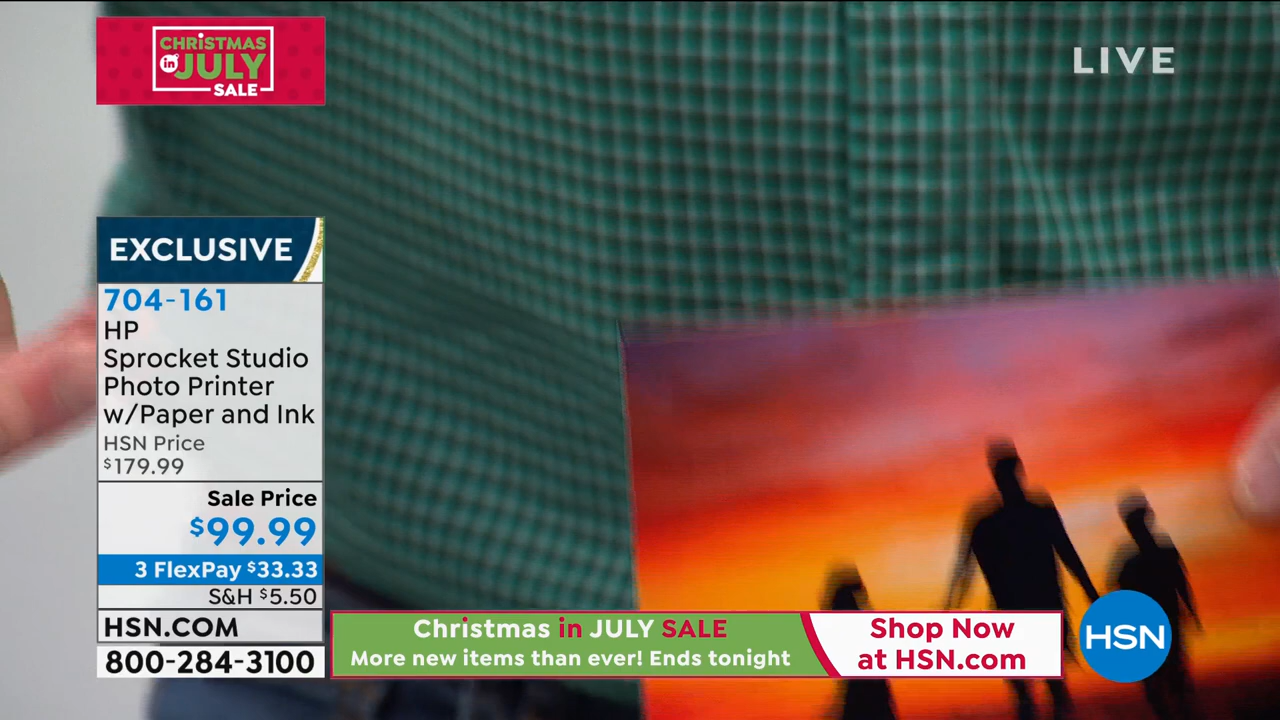 CHRISTMAS
in JULY
SALE
LIVE
EXCLUSIVE
704-161
HP
Sprocket Studio
Photo Printer
w/Paper and Ink
HSN Price
$179.99
Sale Price
$99.99
3 FlexPay $33.33
S&H $5.50
HSN.COM
800-284-3100
Christmas in JULY SALE
More new items than ever! Ends tonight
Shop Now
at HSN.com
HSN